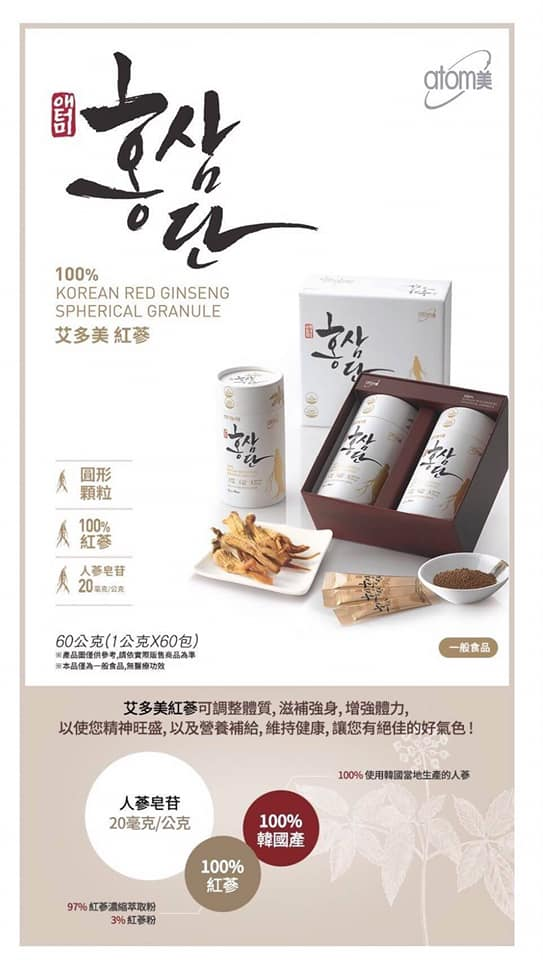 애터미
홍삼단
atom美
100%
KOREAN RED GINSENG
SPHERICAL GRANULE
艾多美 紅蔘
圓形
顆粒
100%
紅蔘
人蔘皂苷
20毫克/公克
60公克(1公克X60包)
※產品圖僅供參考,請依實際販售商品為準
※本品僅為一般食品,無醫療功效
一般食品
艾多美紅蔘可調整體質, 滋補強身, 增強體力,
以使您精神旺盛, 以及營養補給, 維持健康, 讓您有絕佳的好氣色 !
100% 使用韓國當地生產的人蔘
人蔘皂苷
20毫克/公克
100%
韓國產
100%
紅蔘
97% 紅蔘濃縮萃取粉
3% 紅蔘粉